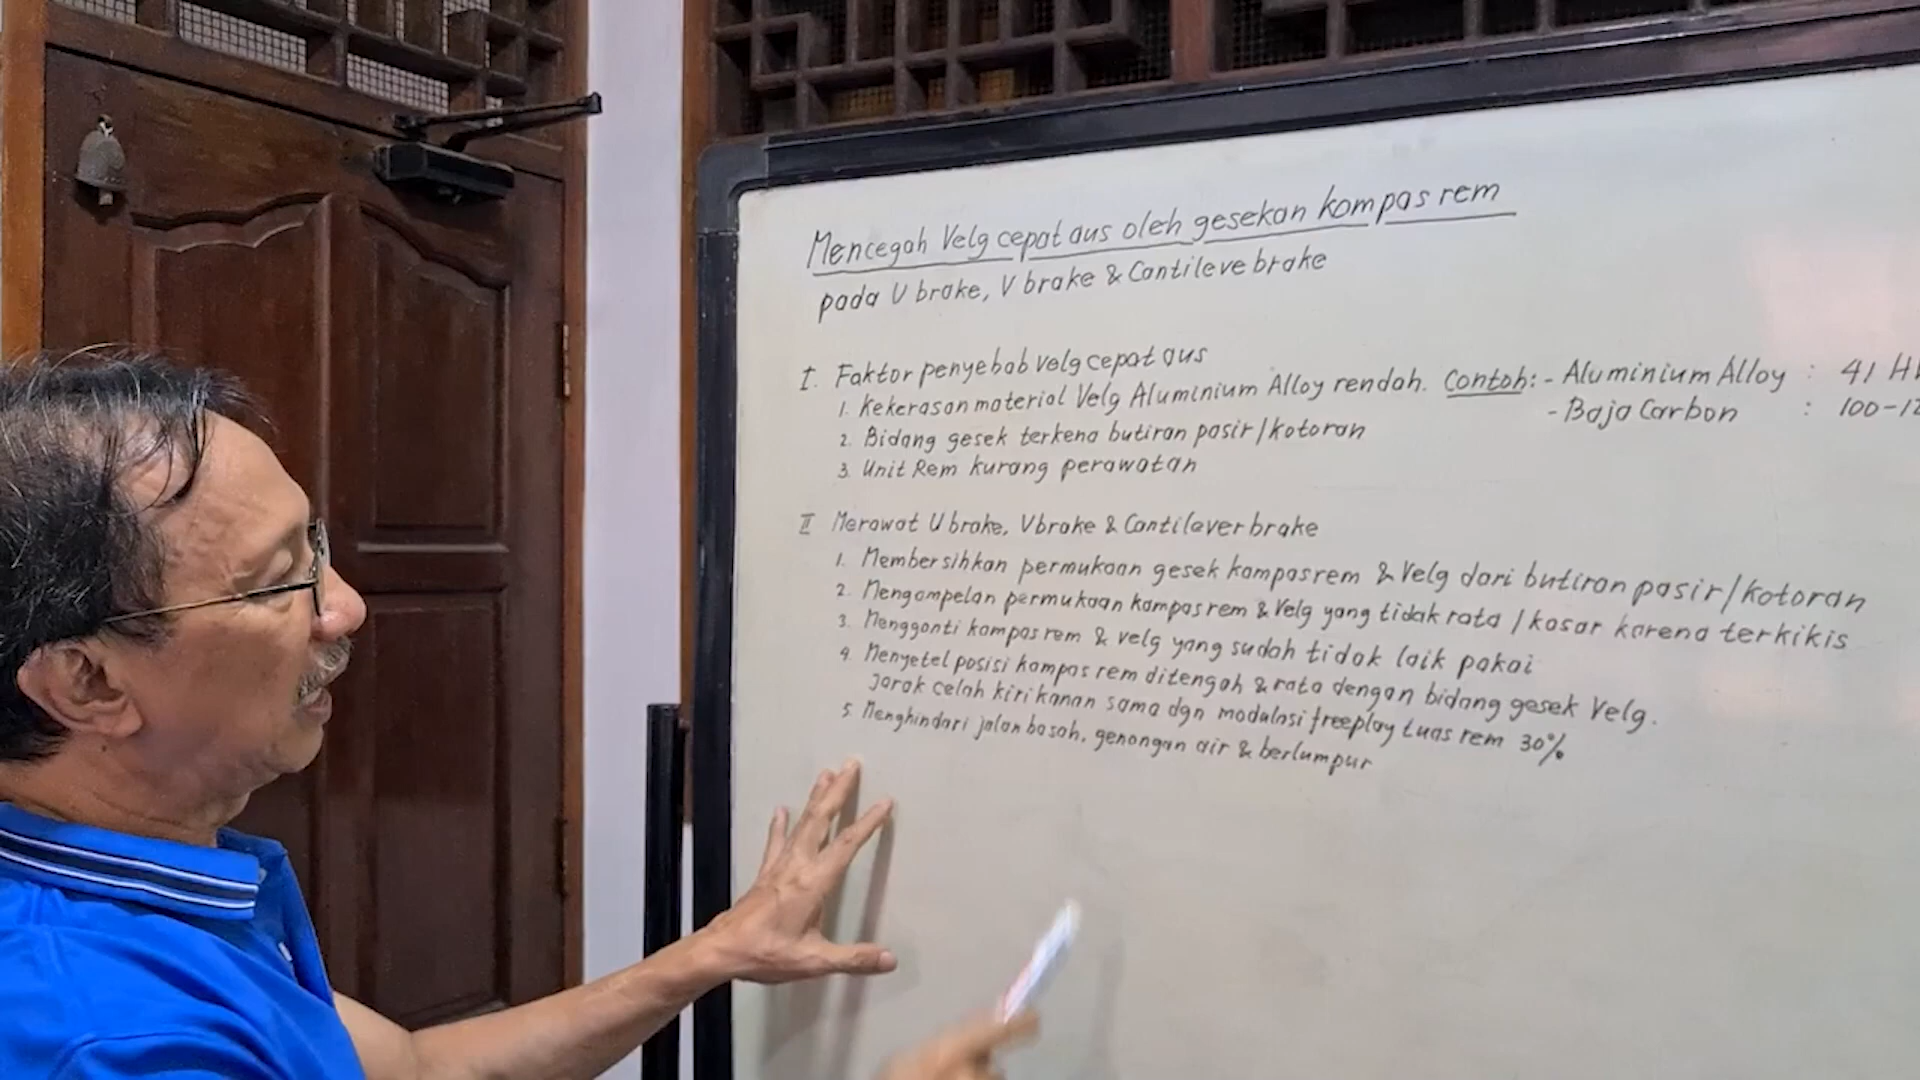 Mencegah Velg cepat aus oleh gesekan kompas rem
pada U brake, V brake & Cantileve brake
I. Faktor penyebab velg cepat aus
1. Kekerasan material Velg Aluminium Alloy rendah. Contoh: - Aluminium Alloy : 41 H
- Baja Carbon : 100-12
2. Bidang gesek terkena butiran pasir/kotoran
3. Unit Rem kurang perawatan
II Merawat U brake, V brake & Cantilever brake
1. Membersihkan permukaan gesek kampas rem & Velg dari butiran pasir/kotoran
2. Mengampelan permukaan kampas rem & Velg yang tidak rata / kasar karena terkikis
3. Mengganti kampas rem & velg yang sudah tidak laik pakai
4. Menyetel posisi kampas rem ditengah & rata dengan bidang gesek Velg.
Jarak celah kiri kanan sama dgn modulasi freeplay tuas rem 30%
5. Menghindari jalan basah, genangan air & berlumpur